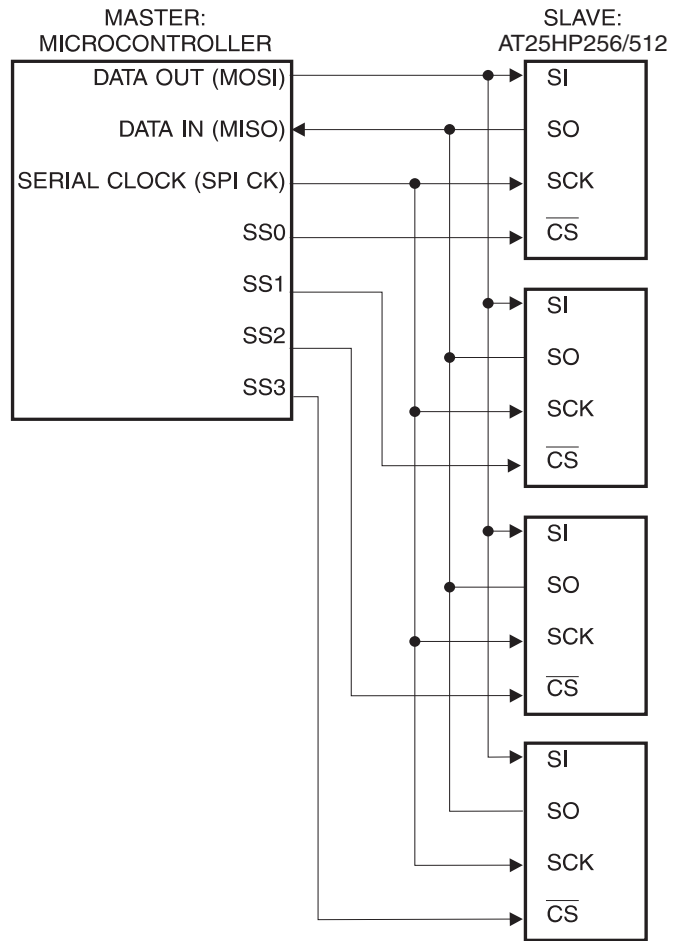 MASTER:
MICROCONTROLLER
SLAVE:
AT25HP256/512
DATA OUT (MOSI)
DATA IN (MISO)
SERIAL CLOCK (SPI CK)
SS0
SS1
SS2
SS3
SI
SO
SCK
CS
SI
SO
SCK
CS
SI
SO
SCK
CS
SI
SO
SCK
CS